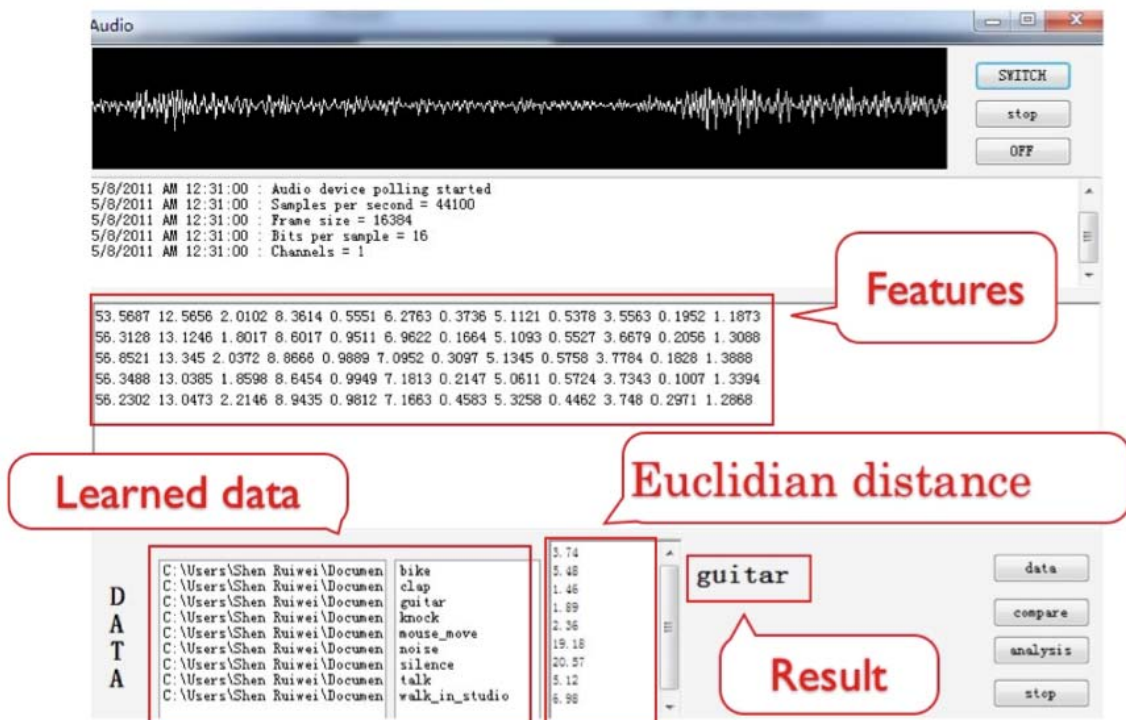 Audio
SWITCH
stop
OFF
5/8/2011 AM 12:31:00 : Audio device polling started
5/8/2011 AM 12:31:00 : Samples per second = 44100
5/8/2011 AM 12:31:00 : Frame size = 16384
5/8/2011 AM 12:31:00 : Bits per sample = 16
5/8/2011 AM 12:31:00 : Channels = 1
Features
53.5687 12.5656 2.0102 8.3614 0.5551 6.2763 0.3736 5.1121 0.5378 3.5563 0.1952 1.1873
56.3128 13.1246 1.8017 8.6017 0.9511 6.9622 0.1664 5.1093 0.5527 3.6679 0.2056 1.3088
56.8521 13.345 2.0372 8.8666 0.9889 7.0952 0.3097 5.1345 0.5758 3.7784 0.1828 1.3888
56.3488 13.0385 1.8598 8.6454 0.9949 7.1813 0.2147 5.0611 0.5724 3.7343 0.1007 1.3394
56.2302 13.0473 2.2146 8.9435 0.9812 7.1663 0.4583 5.3258 0.4462 3.748 0.2971 1.2868
Learned data
Euclidian distance
DATA
C:\Users\Shen Ruiwei\Documen bike
C:\Users\Shen Ruiwei\Documen clap
C:\Users\Shen Ruiwei\Documen guitar
C:\Users\Shen Ruiwei\Documen knock
C:\Users\Shen Ruiwei\Documen mouse_move
C:\Users\Shen Ruiwei\Documen noise
C:\Users\Shen Ruiwei\Documen silence
C:\Users\Shen Ruiwei\Documen talk
C:\Users\Shen Ruiwei\Documen walk_in_studio
3.74
5.48
1.46
1.89
2.36
19.18
20.57
5.12
6.98
guitar
Result
data
compare
analysis
stop